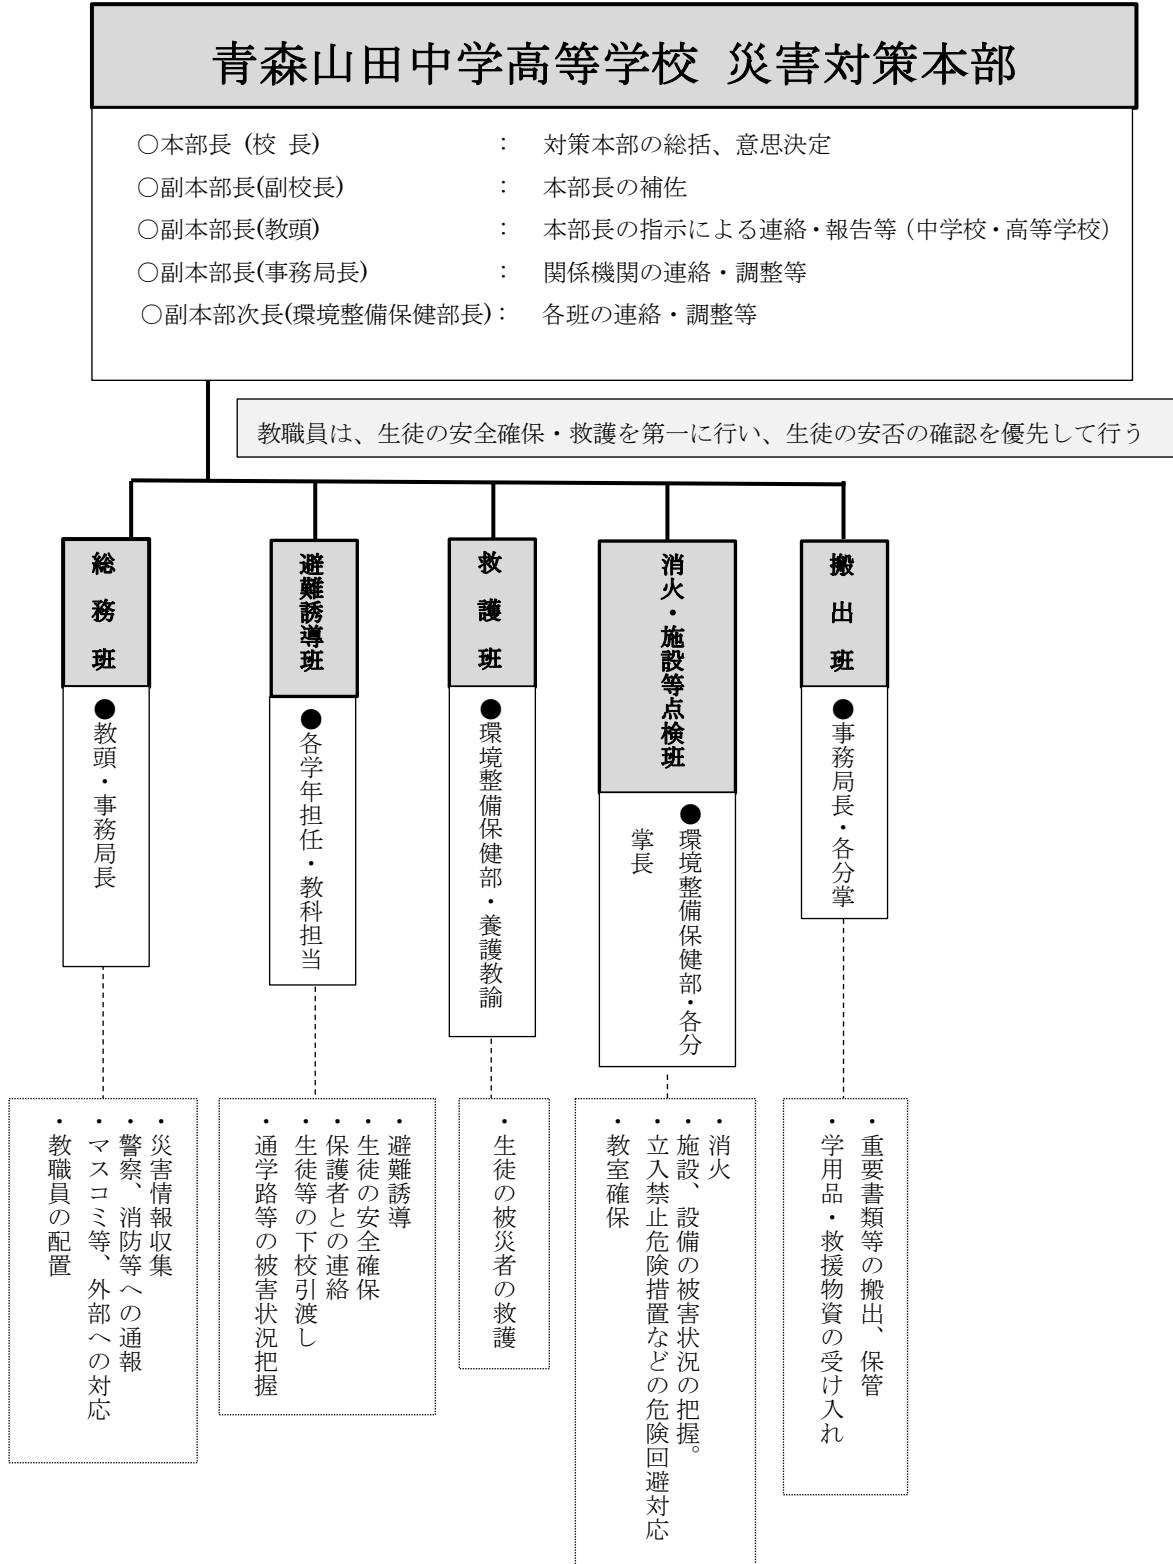 青森山田中学高等学校 災害対策本部
○本部長 (校 長) : 対策本部の総括、意思決定
○副本部長(副校長) : 本部長の補佐
○副本部長(教頭) : 本部長の指示による連絡・報告等（中学校・高等学校）
○副本部長(事務局長) : 関係機関の連絡・調整等
○副本部次長(環境整備保健部長): 各班の連絡・調整等
教職員は、生徒の安全確保・救護を第一に行い、生徒の安否の確認を優先して行う
総務班
●教頭・事務局長
・災害情報収集
・警察、消防等への通報
・マスコミ等、外部への対応
・教職員の配置
避難誘導班
●各学年担任・教科担当
・避難誘導
・生徒の安全確保
・保護者との連絡
・生徒等の下校引渡し
・通学路等の被害状況把握
救護班
●環境整備保健部・養護教諭
・生徒の被災者の救護
消火・施設等点検班
●環境整備保健部・各分
掌長
・消火
・施設、設備の被害状況の把握。
・立入禁止危険措置などの危険回避対応
・教室確保
搬出班
●事務局長・各分掌
・重要書類等の搬出、保管
・学用品・救援物資の受け入れ